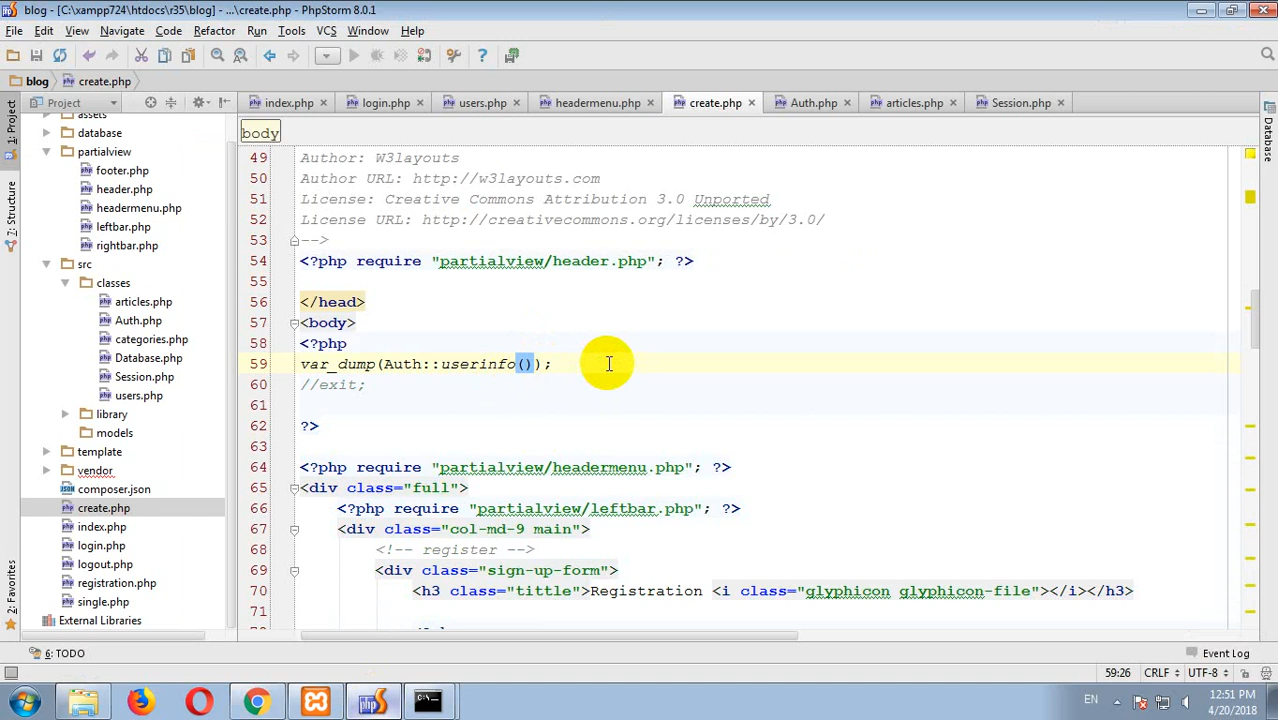 blog - [C:\xampp724\htdocs\r35\blog] - ...\create.php - PhpStorm 8.0.1
File Edit View Navigate Code Refactor Run Tools VCS Window Help
blog create.php
Project
index.php login.php users.php headermenu.php create.php Auth.php articles.php Session.php
1: Project
7: Structure
2: Favorites
Database
assets
database
partialview
footer.php
header.php
headermenu.php
leftbar.php
rightbar.php
src
classes
articles.php
Auth.php
categories.php
Database.php
Session.php
users.php
library
models
template
vendor
composer.json
create.php
index.php
login.php
logout.php
registration.php
single.php
External Libraries
body
49 Author: W3layouts
50 Author URL: http://w3layouts.com
51 License: Creative Commons Attribution 3.0 Unported
52 License URL: http://creativecommons.org/licenses/by/3.0/
53 -->
54 <?php require "partialview/header.php"; ?>
55
56 </head>
57 <body>
58 <?php
59 var_dump(Auth::userinfo());
60 //exit;
61
62 ?>
63
64 <?php require "partialview/headermenu.php"; ?>
65 <div class="full">
66 <?php require "partialview/leftbar.php"; ?>
67 <div class="col-md-9 main">
68 <!-- register -->
69 <div class="sign-up-form">
70 <h3 class="tittle">Registration <i class="glyphicon glyphicon-file"></i></h3>
71
6: TODO
Event Log
59:26 CRLF UTF-8
EN
12:51 PM
4/20/2018